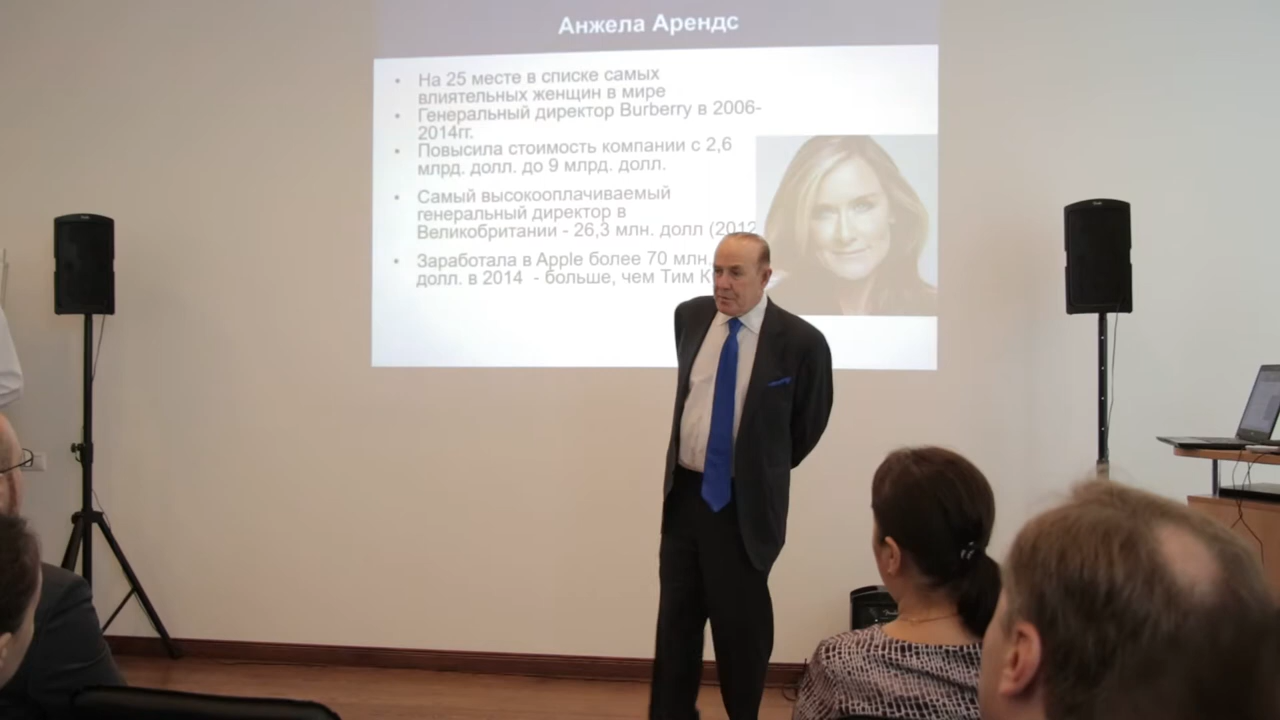 Анжела Арендс
• На 25 месте в списке самых
влиятельных женщин в мире
• Генеральный директор Burberry в 2006-
2014гг.
• Повысила стоимость компании с 2,6
млрд. долл. до 9 млрд. долл.
• Самый высокооплачиваемый
генеральный директор в
Великобритании - 26,3 млн. долл (2012
• Заработала в Apple более 70 млн.
долл. в 2014 - больше, чем Тим К